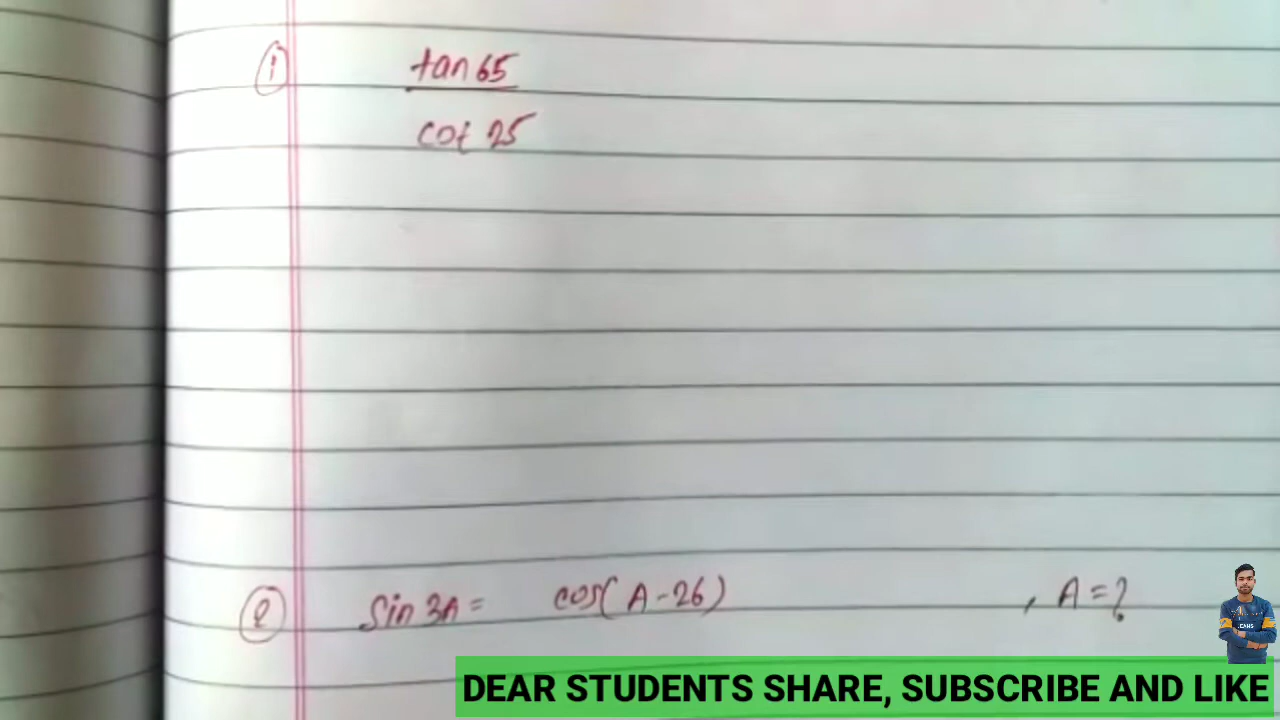 ① tan 65
cot 25
② sin 3A = cos(A - 26) , A = ?
DEAR STUDENTS SHARE, SUBSCRIBE AND LIKE